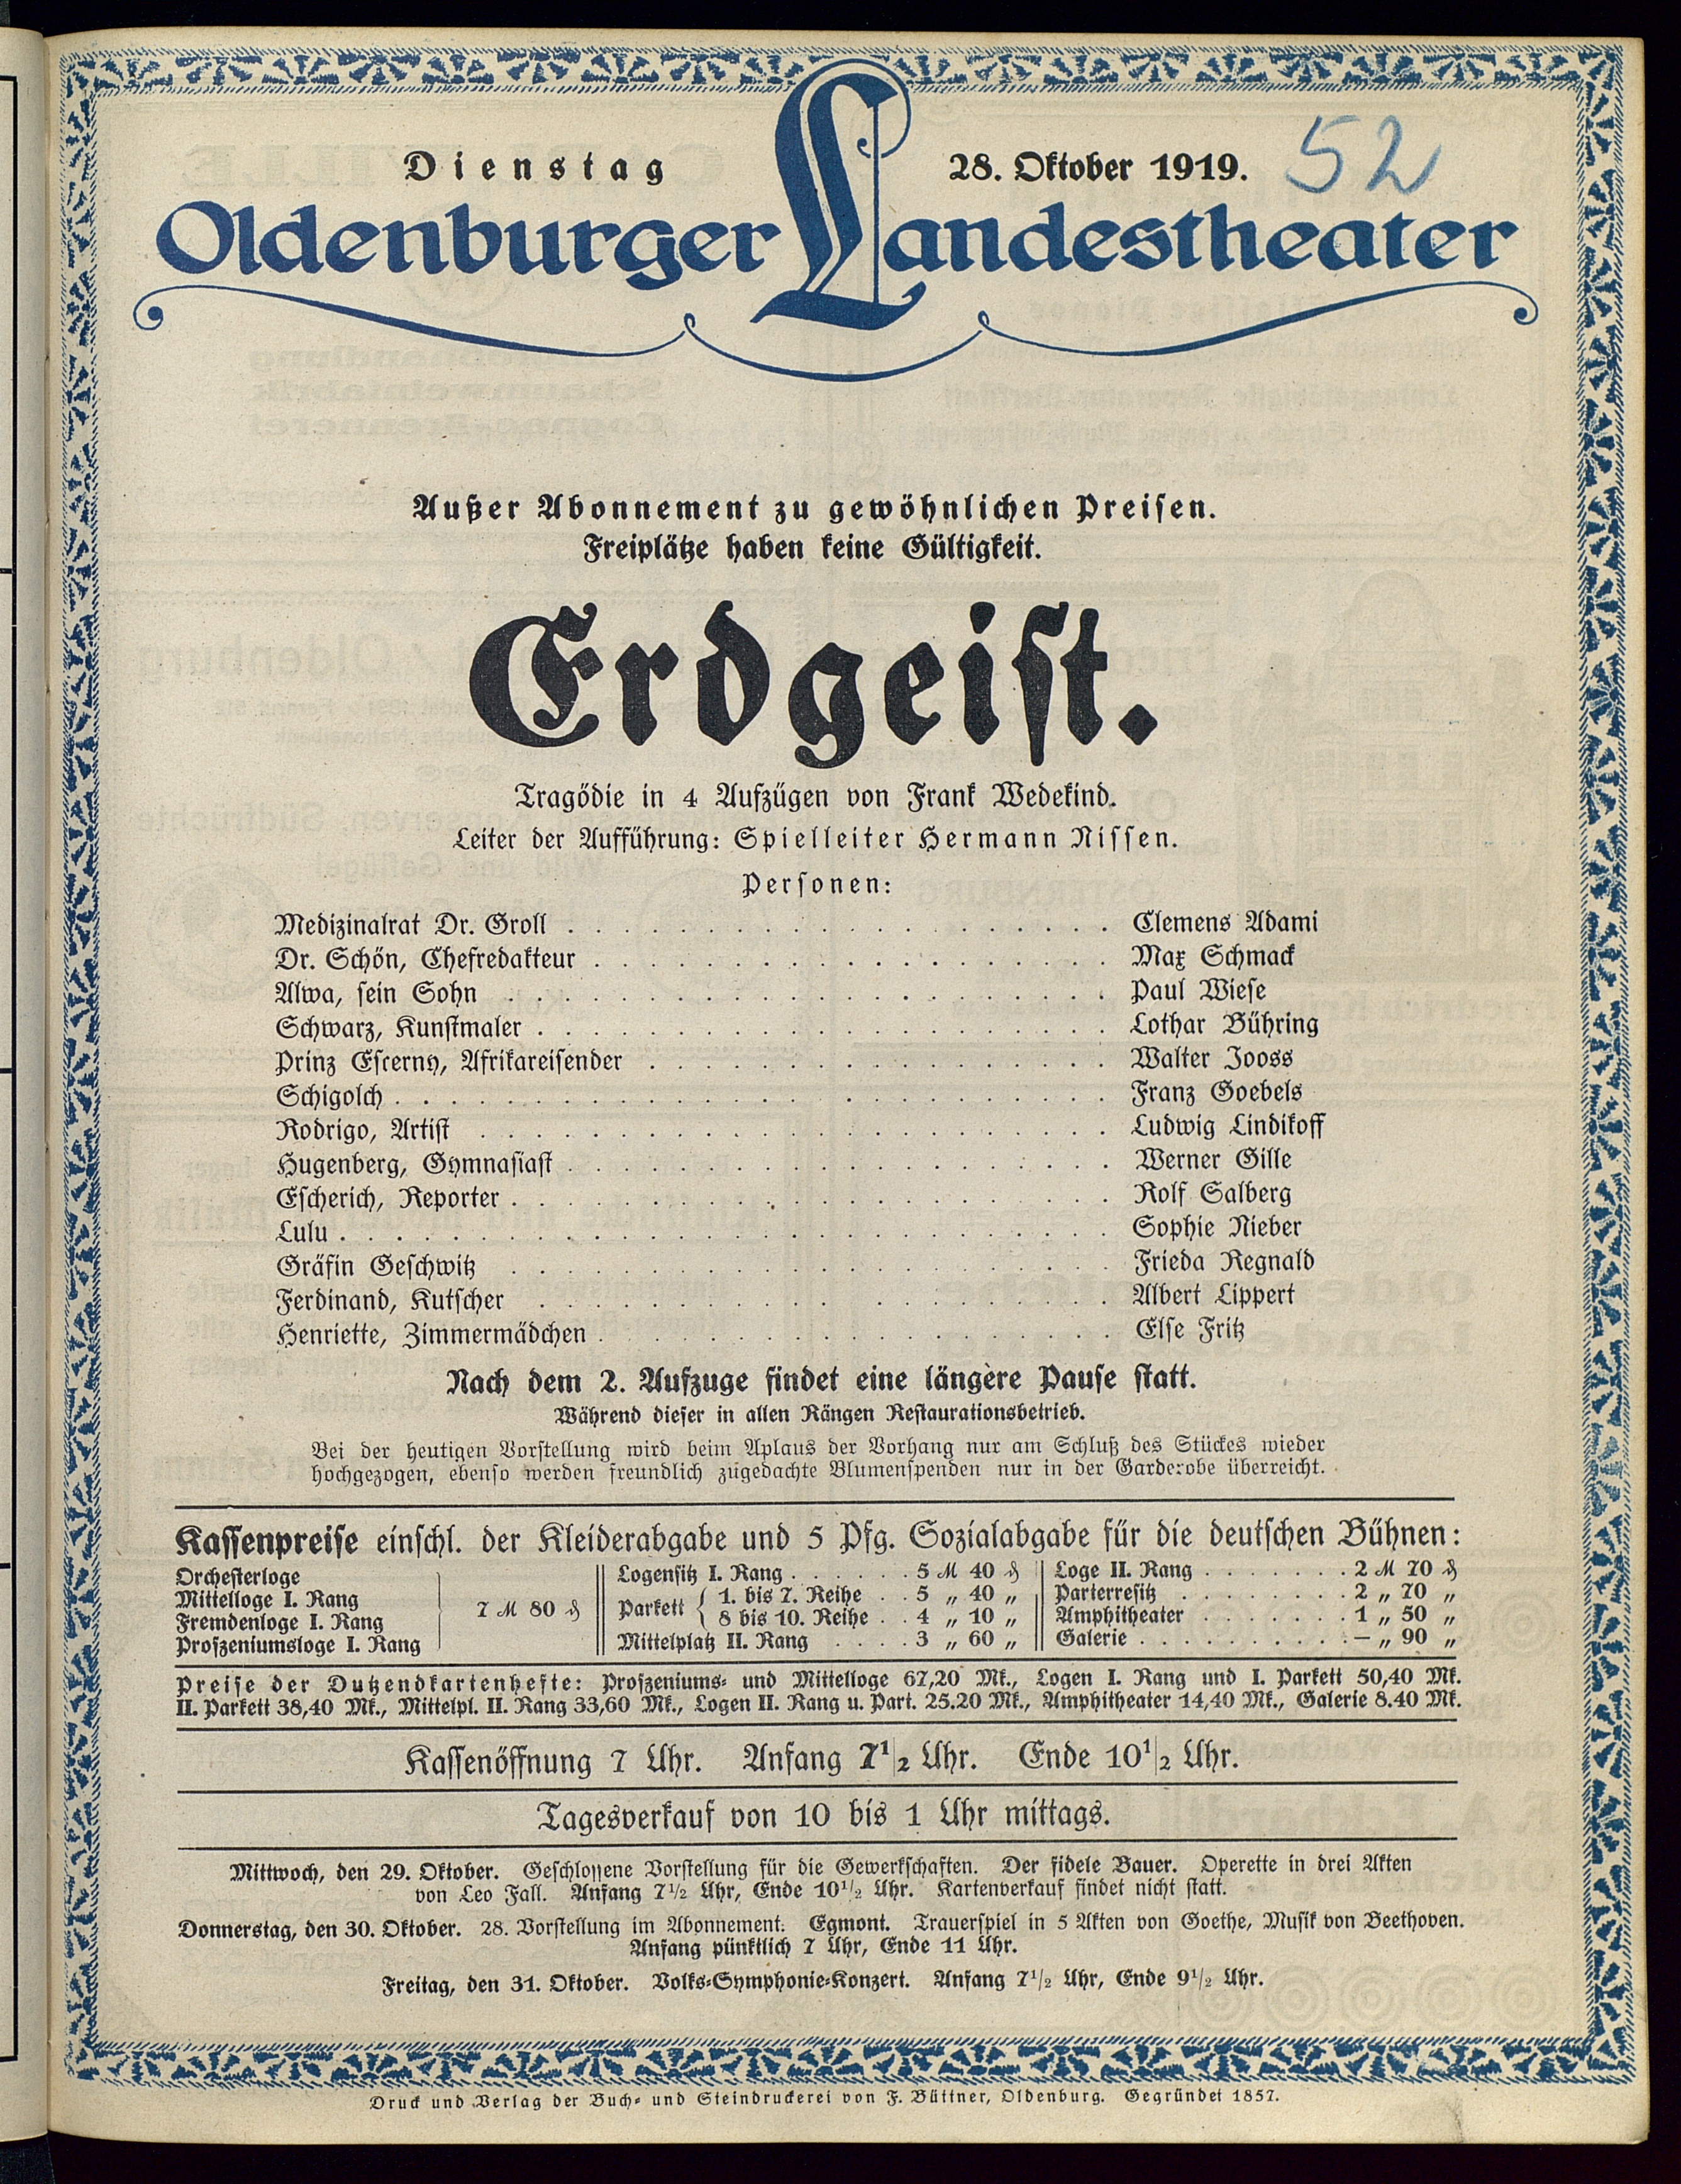 Dienstag 28. Oktober 1919. 52
Oldenburger Landestheater
Außer Abonnement zu gewöhnlichen Preisen.
Freiplätze haben keine Gültigkeit.
Erdgeist.
Tragödie in 4 Aufzügen von Frank Wedekind.
Leiter der Aufführung: Spielleiter Hermann Nissen.
Personen:
Medizinalrat Dr. Groll . . . . . . . . . . . . . . . . . . . . Clemens Adami
Dr. Schön, Chefredakteur . . . . . . . . . . . . . . . . . . . Max Schmack
Alwa, sein Sohn . . . . . . . . . . . . . . . . . . . . . . Paul Wiese
Schwarz, Kunstmaler . . . . . . . . . . . . . . . . . . . . . Lothar Bühring
Prinz Escerny, Afrikareisender . . . . . . . . . . . . . . . . . Walter Jooss
Schigolch . . . . . . . . . . . . . . . . . . . . . . . . . . Franz Goebels
Rodrigo, Artist . . . . . . . . . . . . . . . . . . . . . . . Ludwig Lindikoff
Hugenberg, Gymnasiast . . . . . . . . . . . . . . . . . . . . Werner Gille
Escherich, Reporter . . . . . . . . . . . . . . . . . . . . . . Rolf Salberg
Lulu . . . . . . . . . . . . . . . . . . . . . . . . . . . . Sophie Nieber
Gräfin Geschwitz . . . . . . . . . . . . . . . . . . . . . . Frieda Regnald
Ferdinand, Kutscher . . . . . . . . . . . . . . . . . . . . . Albert Lippert
Henriette, Zimmermädchen . . . . . . . . . . . . . . . . . . . Else Fritz
Nach dem 2. Aufzuge findet eine längere Pause statt.
Während dieser in allen Rängen Restaurationsbetrieb.
Bei der heutigen Vorstellung wird beim Aplaus der Vorhang nur am Schluß des Stückes wieder
hochgezogen, ebenso werden freundlich zugedachte Blumenspenden nur in der Garderobe überreicht.
Kassenpreise einschl. der Kleiderabgabe und 5 Pfg. Sozialabgabe für die deutschen Bühnen:
Orchesterloge
Mittelloge I. Rang
Fremdenloge I. Rang
Proszeniumsloge I. Rang
7 ℳ 80 ₰
Logensitz I. Rang . . . . . . 5 ℳ 40 ₰
Parkett { 1. bis 7. Reihe . . 5 „ 40 „
8 bis 10. Reihe . . 4 „ 10 „
Mittelplatz II. Rang . . . . 3 „ 60 „
Loge II. Rang . . . . . . . 2 ℳ 70 ₰
Parterresitz . . . . . . . . 2 „ 70 „
Amphitheater . . . . . . . 1 „ 50 „
Galerie . . . . . . . . . . — „ 90 „
Preise der Dutzendkartenhefte: Proszeniums- und Mittelloge 67,20 Mk., Logen I. Rang und I. Parkett 50,40 Mk.
II. Parkett 38,40 Mk., Mittelpl. II. Rang 33,60 Mk., Logen II. Rang u. Part. 25.20 Mk., Amphitheater 14,40 Mk., Galerie 8.40 Mk.
Kassenöffnung 7 Uhr. Anfang 7 1/2 Uhr. Ende 10 1/2 Uhr.
Tagesverkauf von 10 bis 1 Uhr mittags.
Mittwoch, den 29. Oktober. Geschlossene Vorstellung für die Gewerkschaften. Der fidele Bauer. Operette in drei Akten
von Leo Fall. Anfang 7 1/2 Uhr, Ende 10 1/2 Uhr. Kartenverkauf findet nicht statt.
Donnerstag, den 30. Oktober. 28. Vorstellung im Abonnement: Egmont. Trauerspiel in 5 Akten von Goethe, Musik von Beethoven.
Anfang pünktlich 7 Uhr, Ende 11 Uhr.
Freitag, den 31. Oktober. Volks-Symphonie-Konzert. Anfang 7 1/2 Uhr, Ende 9 1/2 Uhr.
Druck und Verlag der Buch- und Steindruckerei von F. Büttner, Oldenburg. Gegründet 1857.